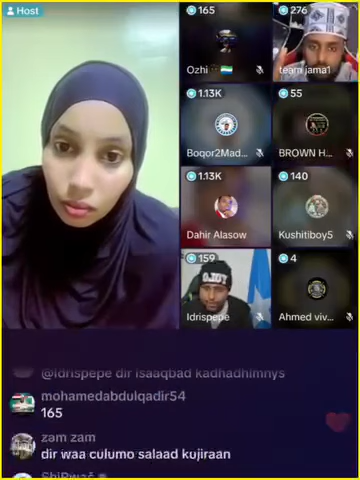 Host
165
Ozhi
276
team jama1
1.13K
Boqor2Mad...
55
BROWN H...
1.13K
Dahir Alasow
140
Kushitiboy5
159
OJOY
Idrispepe
4
Ahmed viv...
@Idrispepe dir isaaqbad kadhadhimnys
mohamedabdulqadir54
165
zam zam
dir waa culumo salaad kujiraan